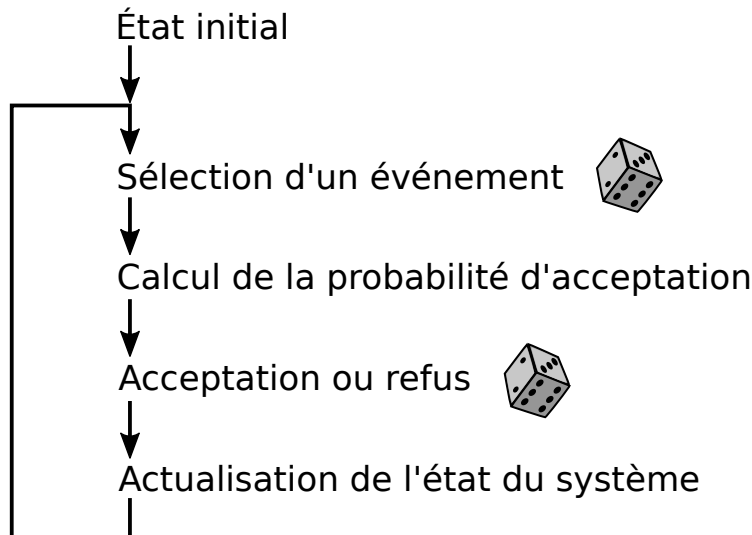 État initial
Sélection d'un événement
Calcul de la probabilité d'acceptation
Acceptation ou refus
Actualisation de l'état du système